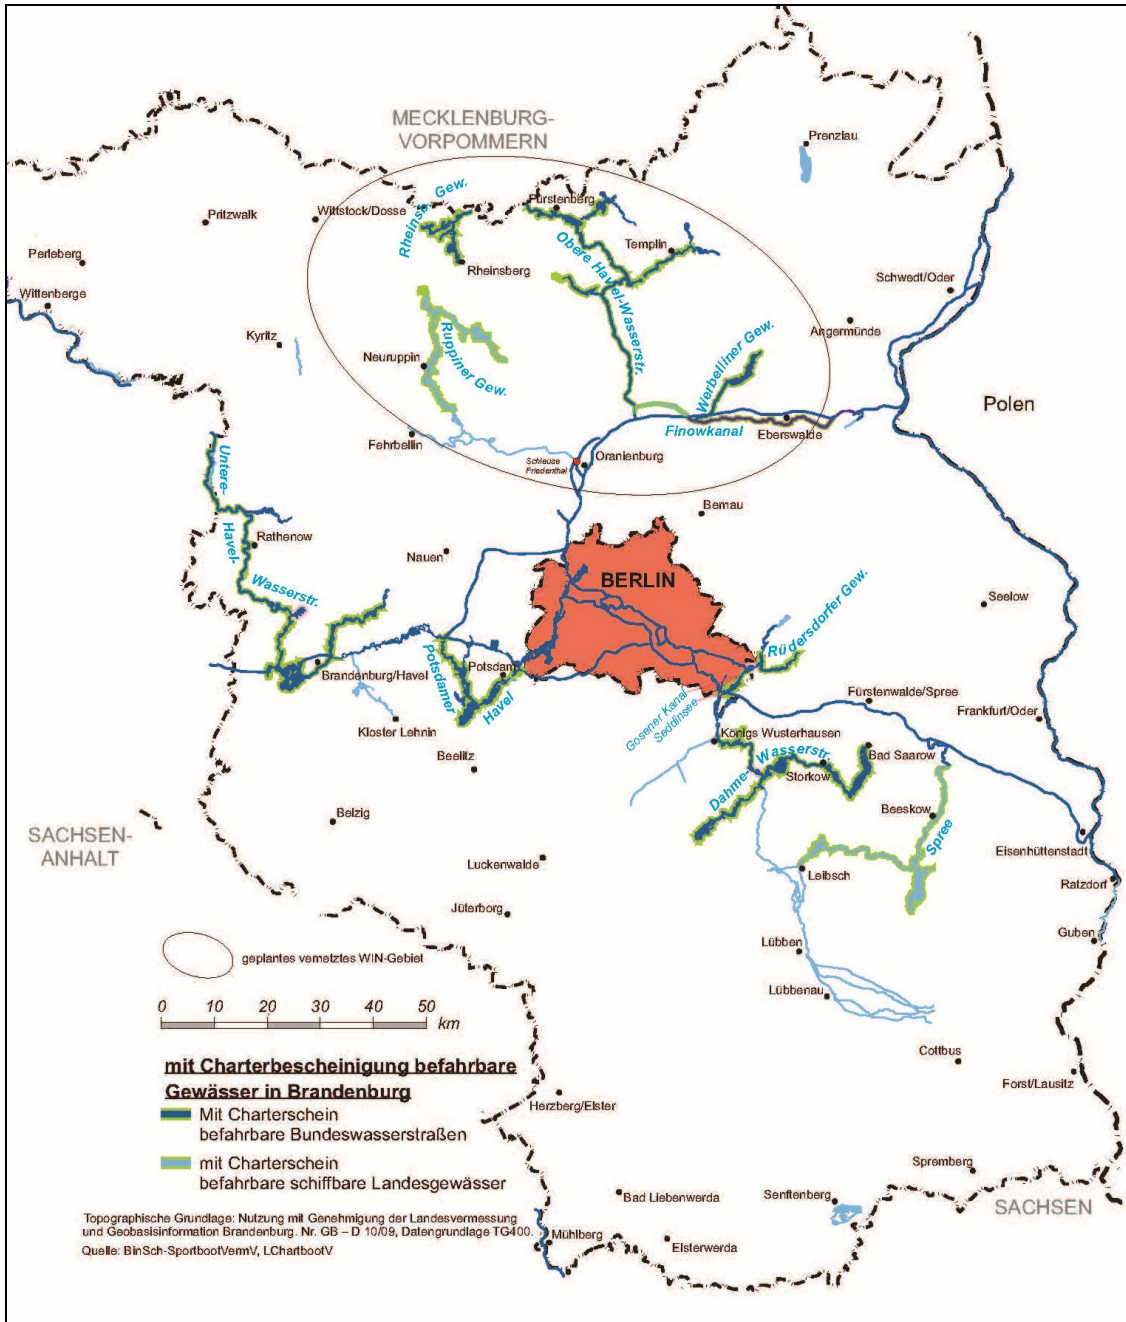 MECKLENBURG-
VORPOMMERN
Prenzlau
Pritzwalk
Wittstock/Dosse
Rheinsb. Gew.
Fürstenberg
Perleberg
Rheinsberg
Obere Havel-Wasserstr.
Templin
Schwedt/Oder
Wittenberge
Angermünde
Kyritz
Neuruppin
Ruppiner Gew.
Werbelliner Gew.
Polen
Finowkanal
Eberswalde
Fehrbellin
Schleuse
Friedenthal
Oranienburg
Untere-
Havel-
Wasserstr.
Rathenow
Bernau
Nauen
BERLIN
Seelow
Rüdersdorfer Gew.
Potsdamer
Havel
Potsdam
Brandenburg/Havel
Kloster Lehnin
Gosener Kanal
Seddinsee
Fürstenwalde/Spree
Frankfurt/Oder
Königs Wusterhausen
Beelitz
Dahme-
Wasserstr.
Bad Saarow
Storkow
Beeskow
Spree
Belzig
SACHSEN-
ANHALT
Luckenwalde
Leibsch
Eisenhüttenstadt
Ratzdorf
Jüterborg
Guben
Lübben
geplantes vernetztes WIN-Gebiet
Lübbenau
0 10 20 30 40 50
km
Cottbus
mit Charterbescheinigung befahrbare
Gewässer in Brandenburg
Forst/Lausitz
Herzberg/Elster
Mit Charterschein
befahrbare Bundeswasserstraßen
mit Charterschein
befahrbare schiffbare Landesgewässer
Spremberg
Bad Liebenwerda
Senftenberg
SACHSEN
Topographische Grundlage: Nutzung mit Genehmigung der Landesvermessung
und Geobasisinformation Brandenburg. Nr. GB – D 10/09, Datengrundlage TG400.
Quelle: BinSch-SportbootVermV, LChartbootV
Mühlberg
Elsterwerda